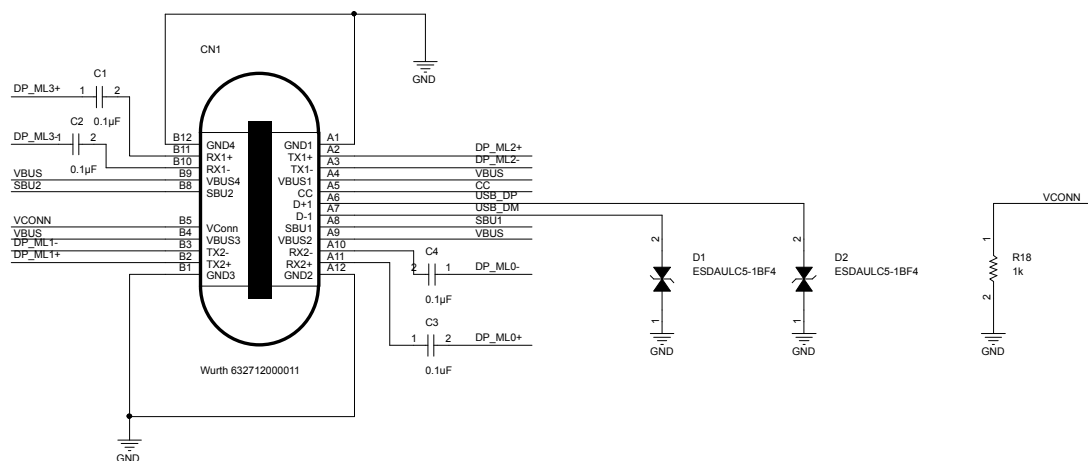 GND
CN1
DP_ML3+ 1 C1 2
0.1µF
C2
DP_ML3- 1 2
0.1µF
B12 GND4 GND1 A1
B11 RX1+ TX1+ A2 DP_ML2+
B10 RX1- TX1- A3 DP_ML2-
VBUS B9 VBUS4 VBUS1 A4 VBUS
SBU2 B8 SBU2 CC A5 CC
D+1 A6 USB_DP
D-1 A7 USB_DM
VCONN B5 VConn SBU1 A8 SBU1
VBUS B4 VBUS3 VBUS2 A9 VBUS
DP_ML1- B3 TX2- RX2- A10
DP_ML1+ B2 TX2+ RX2+ A11
B1 GND3 GND2 A12
C4
2 1 DP_ML0-
0.1µF
C3
1 2 DP_ML0+
0.1uF
Wurth 632712000011
GND
2
D1
ESDAULC5-1BF4
1
GND
2
D2
ESDAULC5-1BF4
1
GND
VCONN
1
R18
1k
2
GND